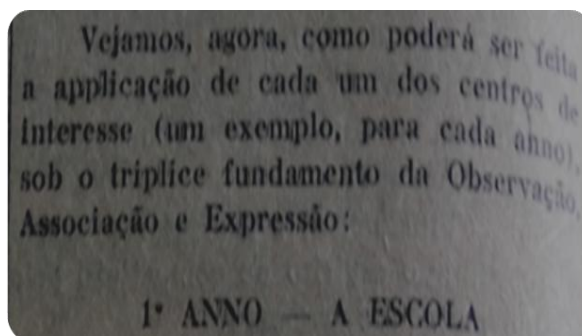 Vejamos, agora, como poderá ser feita
a applicação de cada um dos centros de
interesse (um exemplo, para cada anno),
sob o triplice fundamento da Observação,
Associação e Expressão:
1º ANNO — A ESCOLA